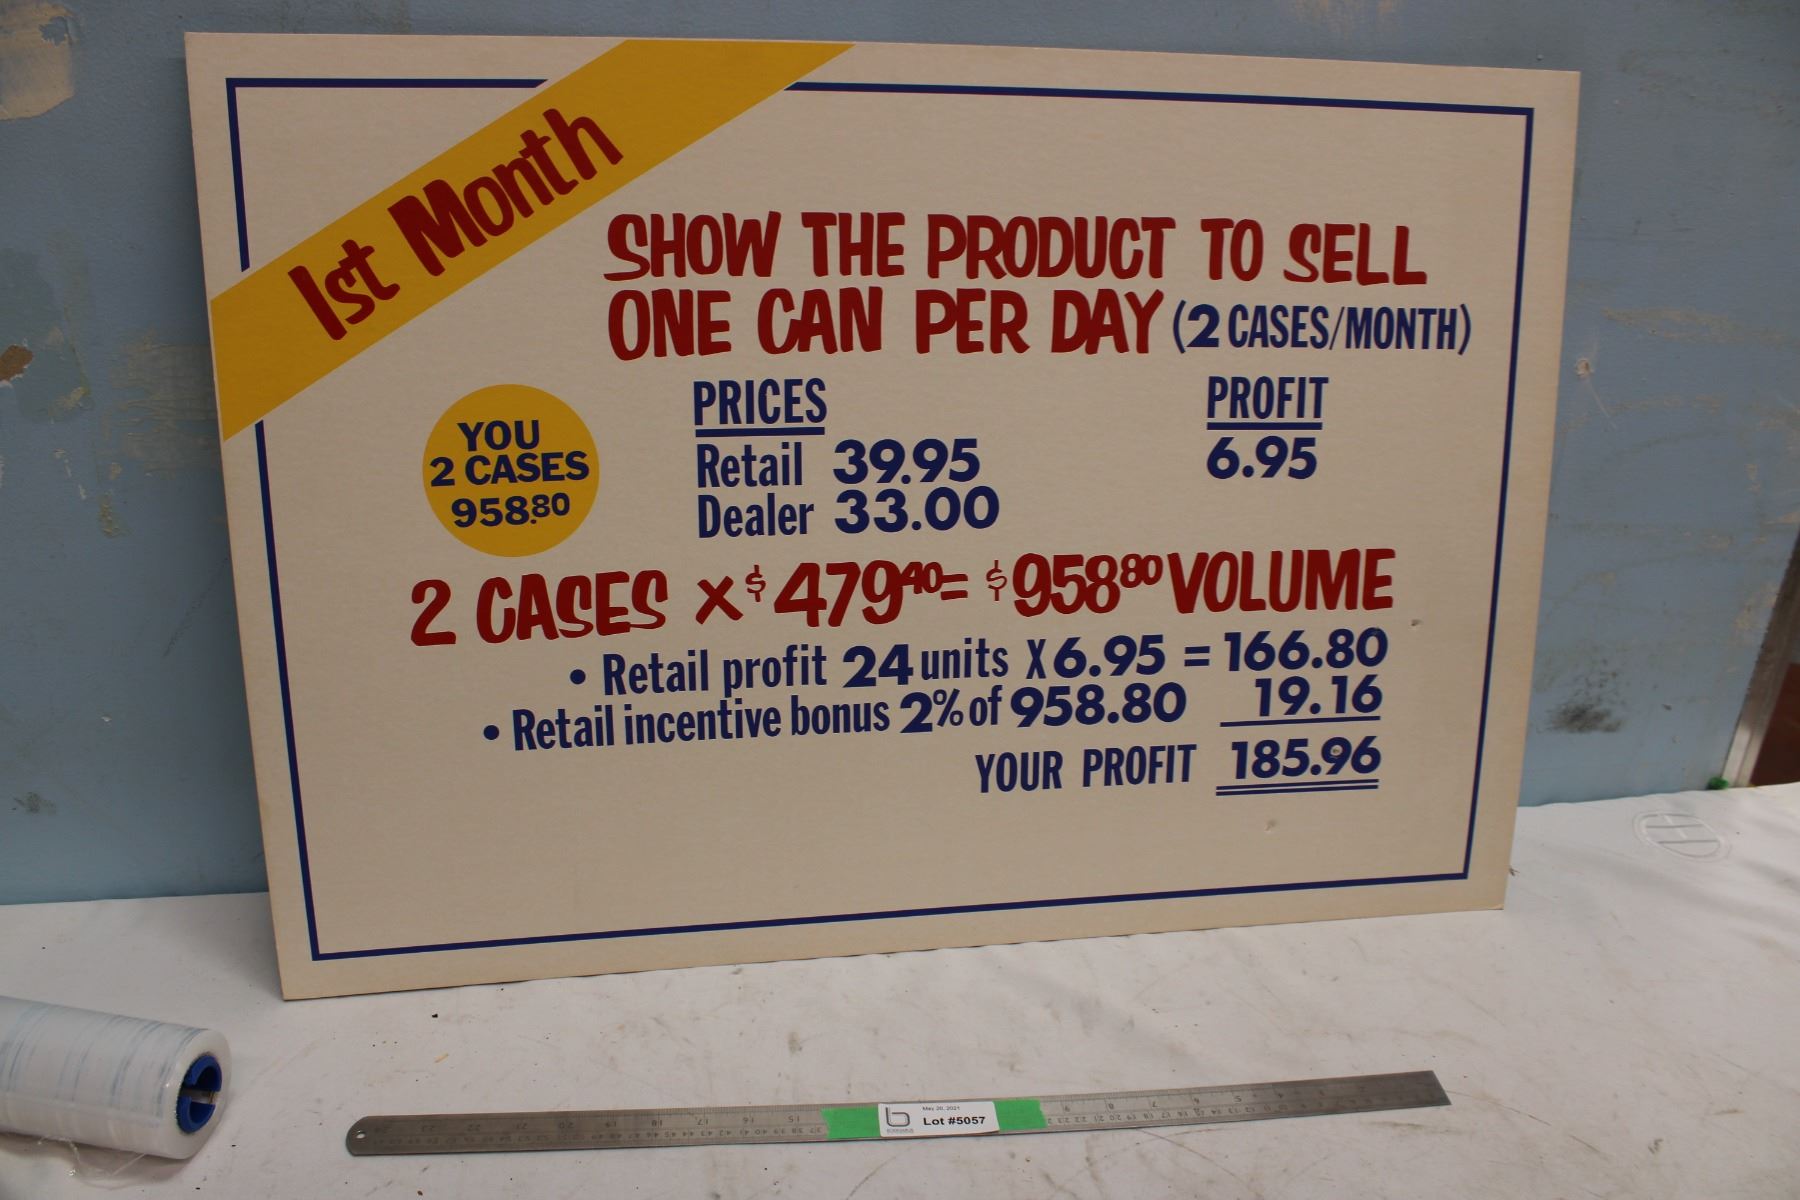 1st Month
SHOW THE PRODUCT TO SELL
ONE CAN PER DAY (2 CASES/MONTH)
YOU
2 CASES
958.80
PRICES
Retail 39.95
Dealer 33.00
PROFIT
6.95
2 CASES x $479 40 = $958 80 VOLUME
• Retail profit 24 units X 6.95 = 166.80
• Retail incentive bonus 2% of 958.80 19.16
YOUR PROFIT 185.96
May 20, 2021
Lot #5057